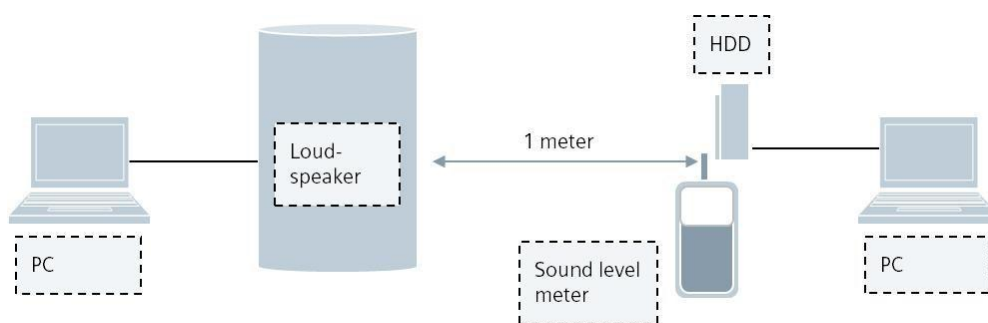 HDD
1 meter
Loud-
speaker
PC
Sound level
meter
PC